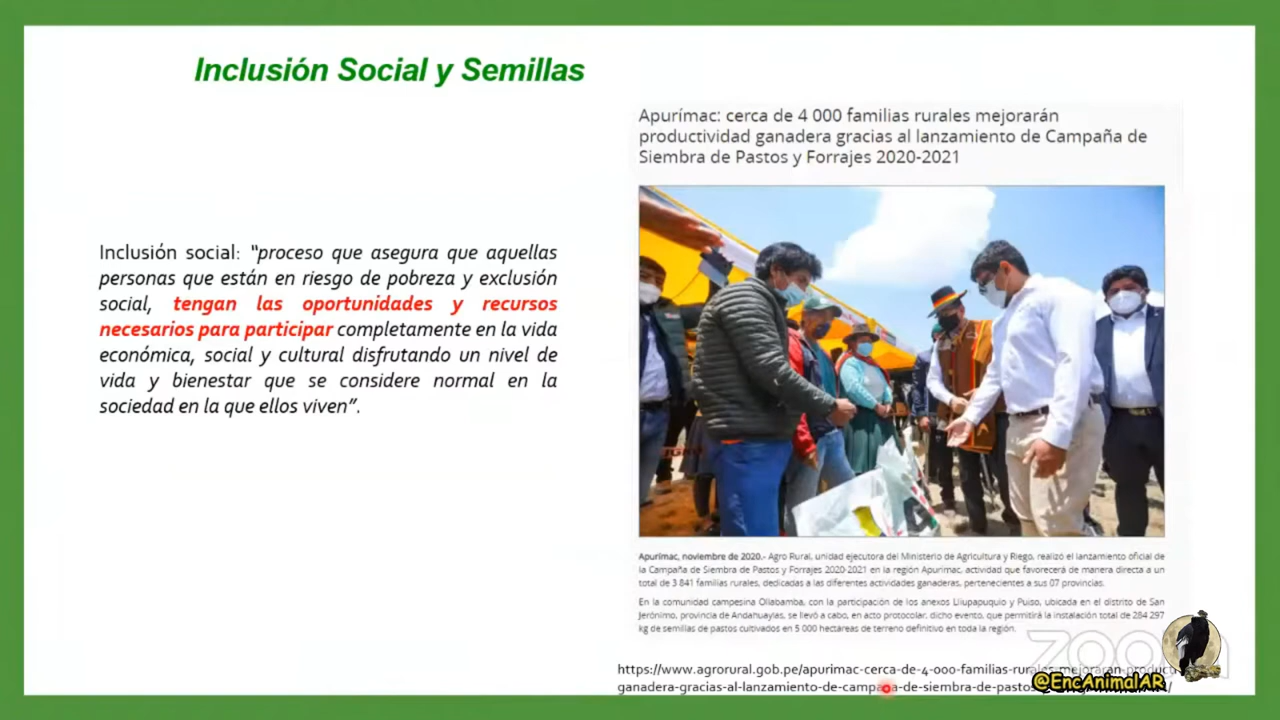 Inclusión Social y Semillas
Inclusión social: “proceso que asegura que aquellas
personas que están en riesgo de pobreza y exclusión
social, tengan las oportunidades y recursos
necesarios para participar completamente en la vida
económica, social y cultural disfrutando un nivel de
vida y bienestar que se considere normal en la
sociedad en la que ellos viven”.
Apurímac: cerca de 4 000 familias rurales mejorarán
productividad ganadera gracias al lanzamiento de Campaña de
Siembra de Pastos y Forrajes 2020-2021
Apurímac, noviembre de 2020.- Agro Rural, unidad ejecutora del Ministerio de Agricultura y Riego, realizó el lanzamiento oficial de
la Campaña de Siembra de Pastos y Forrajes 2020-2021 en la región Apurímac, actividad que favorecerá de manera directa a un
total de 3 841 familias rurales, dedicadas a las diferentes actividades ganaderas, pertenecientes a sus 07 provincias.
En la comunidad campesina Ollabamba, con la participación de los anexos Lliupapuquio y Puiso, ubicada en el distrito de San
Jerónimo, provincia de Andahuaylas, se llevó a cabo, en acto protocolar, dicho evento, que permitirá la instalación total de 284 297
kg de semillas de pastos cultivados en 5 000 hectáreas de terreno definitivo en toda la región.
zoom
https://www.agrorural.gob.pe/apurimac-cerca-de-4-000-familias-rurales-mejoraran-produc
ganadera-gracias-al-lanzamiento-de-campana-de-siembra-de-pastos
@EncAnimalAR